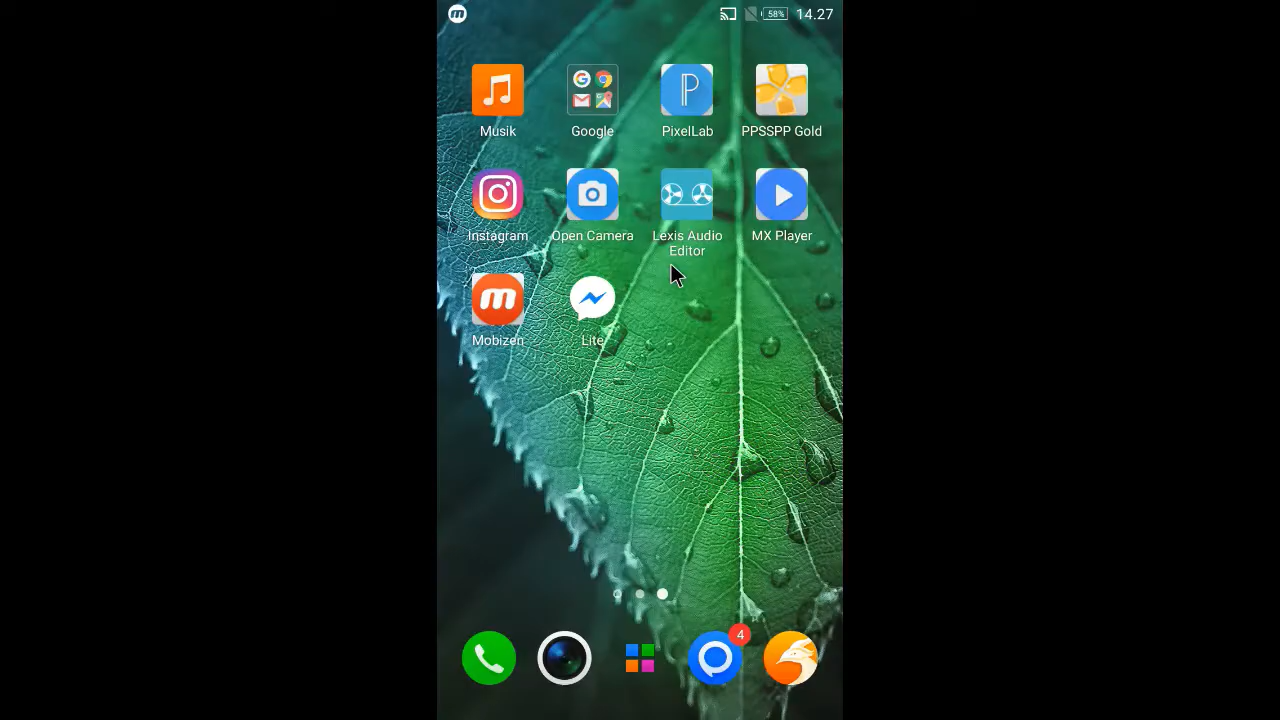 58% 14.27
Musik Google PixelLab PPSSPP Gold
Instagram Open Camera Lexis Audio Editor MX Player
Mobizen Lite
4